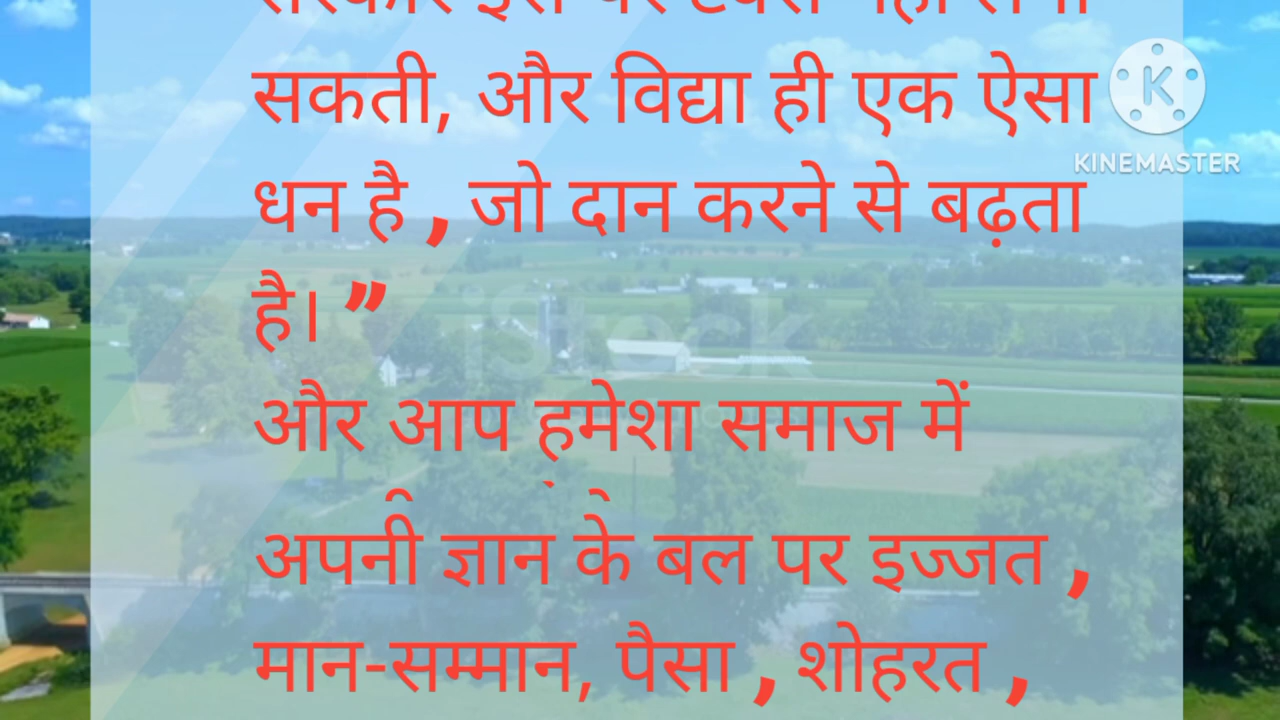 सकती, और विद्या ही एक ऐसा
धन है , जो दान करने से बढ़ता
है। ”
और आप हमेशा समाज में
अपनी ज्ञान के बल पर इज्जत ,
मान-सम्मान, पैसा , शोहरत ,
K
KINEMASTER
iStock